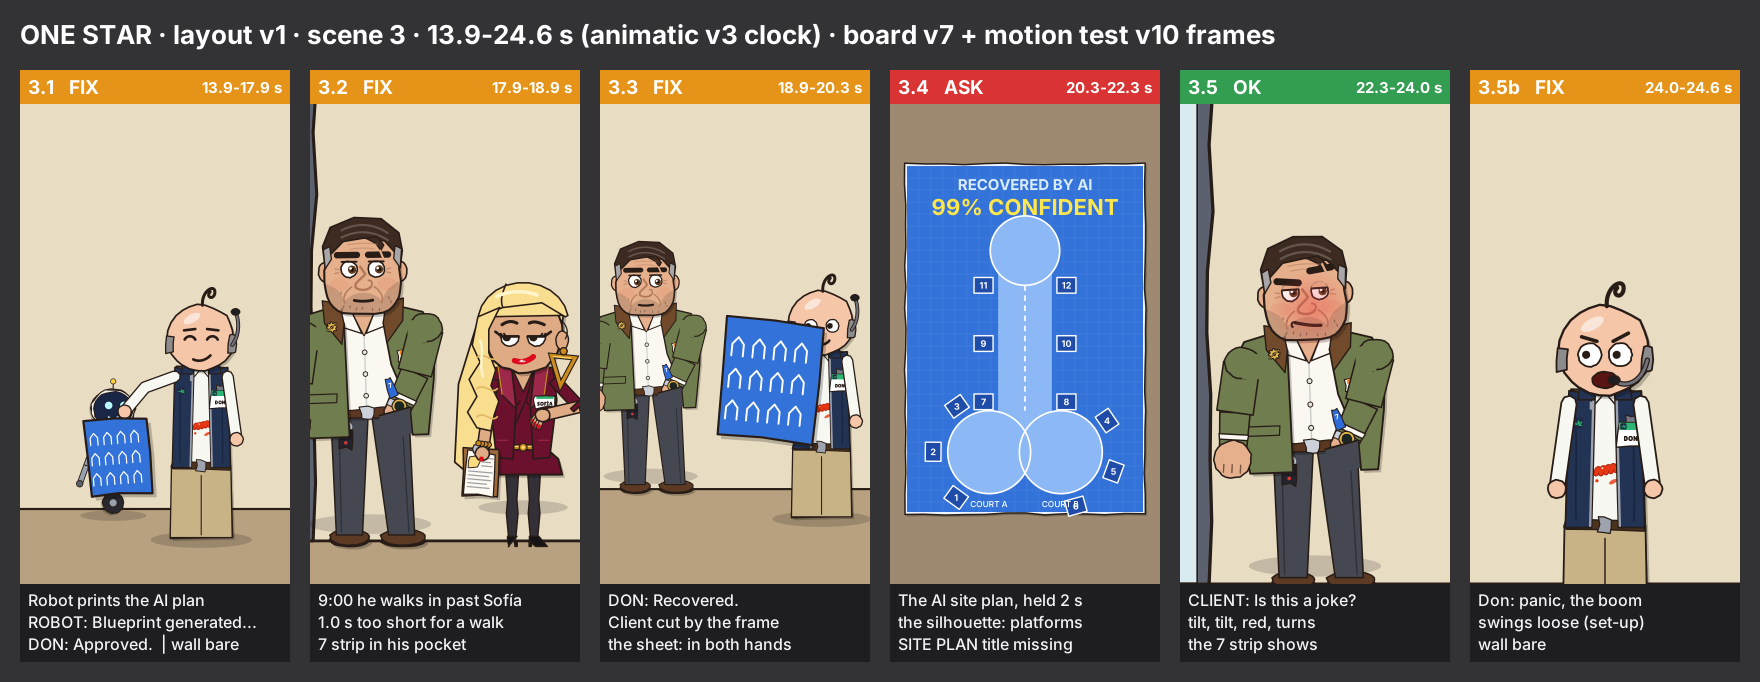 ONE STAR · layout v1 · scene 3 · 13.9-24.6 s (animatic v3 clock) · board v7 + motion test v10 frames
3.1 FIX 13.9-17.9 s
DON
Robot prints the AI plan
ROBOT: Blueprint generated...
DON: Approved. | wall bare
3.2 FIX 17.9-18.9 s
7
SOFÍA
9:00 he walks in past Sofía
1.0 s too short for a walk
7 strip in his pocket
3.3 FIX 18.9-20.3 s
DON
DON: Recovered.
Client cut by the frame
the sheet: in both hands
3.4 ASK 20.3-22.3 s
RECOVERED BY AI
99% CONFIDENT
11 12
9 10
3 7 8 4
2 5
1 COURT A COURT 6
The AI site plan, held 2 s
the silhouette: platforms
SITE PLAN title missing
3.5 OK 22.3-24.0 s
7
CLIENT: Is this a joke?
tilt, tilt, red, turns
the 7 strip shows
3.5b FIX 24.0-24.6 s
DON
Don: panic, the boom
swings loose (set-up)
wall bare